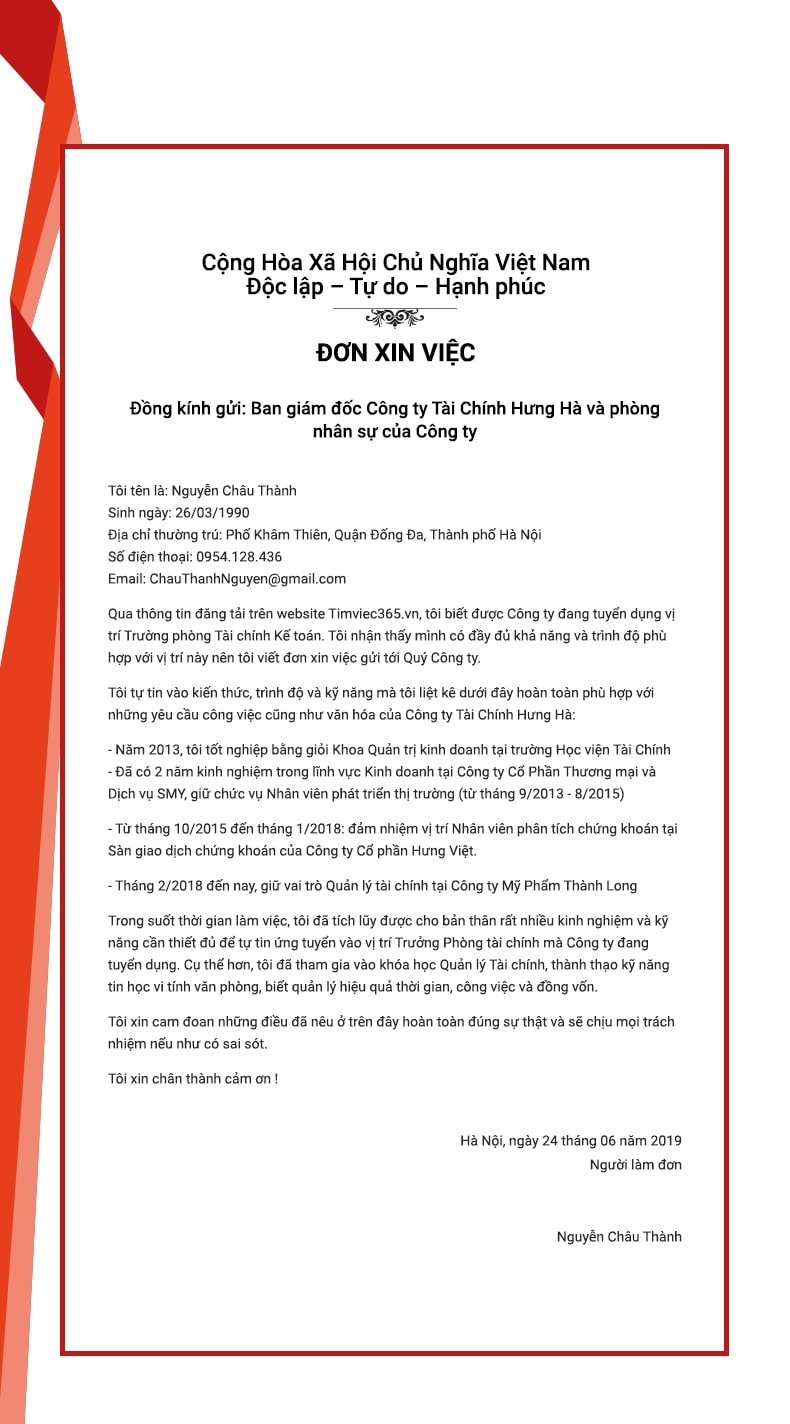 Cộng Hòa Xã Hội Chủ Nghĩa Việt Nam
Độc lập – Tự do – Hạnh phúc
ĐƠN XIN VIỆC
Đồng kính gửi: Ban giám đốc Công ty Tài Chính Hưng Hà và phòng
nhân sự của Công ty
Tôi tên là: Nguyễn Châu Thành
Sinh ngày: 26/03/1990
Địa chỉ thường trú: Phố Khâm Thiên, Quận Đống Đa, Thành phố Hà Nội
Số điện thoại: 0954.128.436
Email: ChauThanhNguyen@gmail.com
Qua thông tin đăng tải trên website Timviec365.vn, tôi biết được Công ty đang tuyển dụng vị
trí Trường phòng Tài chính Kế toán. Tôi nhận thấy mình có đầy đủ khả năng và trình độ phù
hợp với vị trí này nên tôi viết đơn xin việc gửi tới Quý Công ty.
Tôi tự tin vào kiến thức, trình độ và kỹ năng mà tôi liệt kê dưới đây hoàn toàn phù hợp với
những yêu cầu công việc cũng như văn hóa của Công ty Tài Chính Hưng Hà:
- Năm 2013, tôi tốt nghiệp bằng giỏi Khoa Quản trị kinh doanh tại trường Học viện Tài Chính
- Đã có 2 năm kinh nghiệm trong lĩnh vực Kinh doanh tại Công ty Cổ Phần Thương mại và
Dịch vụ SMY, giữ chức vụ Nhân viên phát triển thị trường (từ tháng 9/2013 - 8/2015)
- Từ tháng 10/2015 đến tháng 1/2018: đảm nhiệm vị trí Nhân viên phân tích chứng khoán tại
Sàn giao dịch chứng khoán của Công ty Cổ phần Hưng Việt.
- Tháng 2/2018 đến nay, giữ vai trò Quản lý tài chính tại Công ty Mỹ Phẩm Thành Long
Trong suốt thời gian làm việc, tôi đã tích lũy được cho bản thân rất nhiều kinh nghiệm và kỹ
năng cần thiết đủ để tự tin ứng tuyển vào vị trí Trưởng Phòng tài chính mà Công ty đang
tuyển dụng. Cụ thể hơn, tôi đã tham gia vào khóa học Quản lý Tài chính, thành thạo kỹ năng
tin học vi tính văn phòng, biết quản lý hiệu quả thời gian, công việc và đồng vốn.
Tôi xin cam đoan những điều đã nêu ở trên đây hoàn toàn đúng sự thật và sẽ chịu mọi trách
nhiệm nếu như có sai sót.
Tôi xin chân thành cảm ơn !
Hà Nội, ngày 24 tháng 06 năm 2019
Người làm đơn
Nguyễn Châu Thành